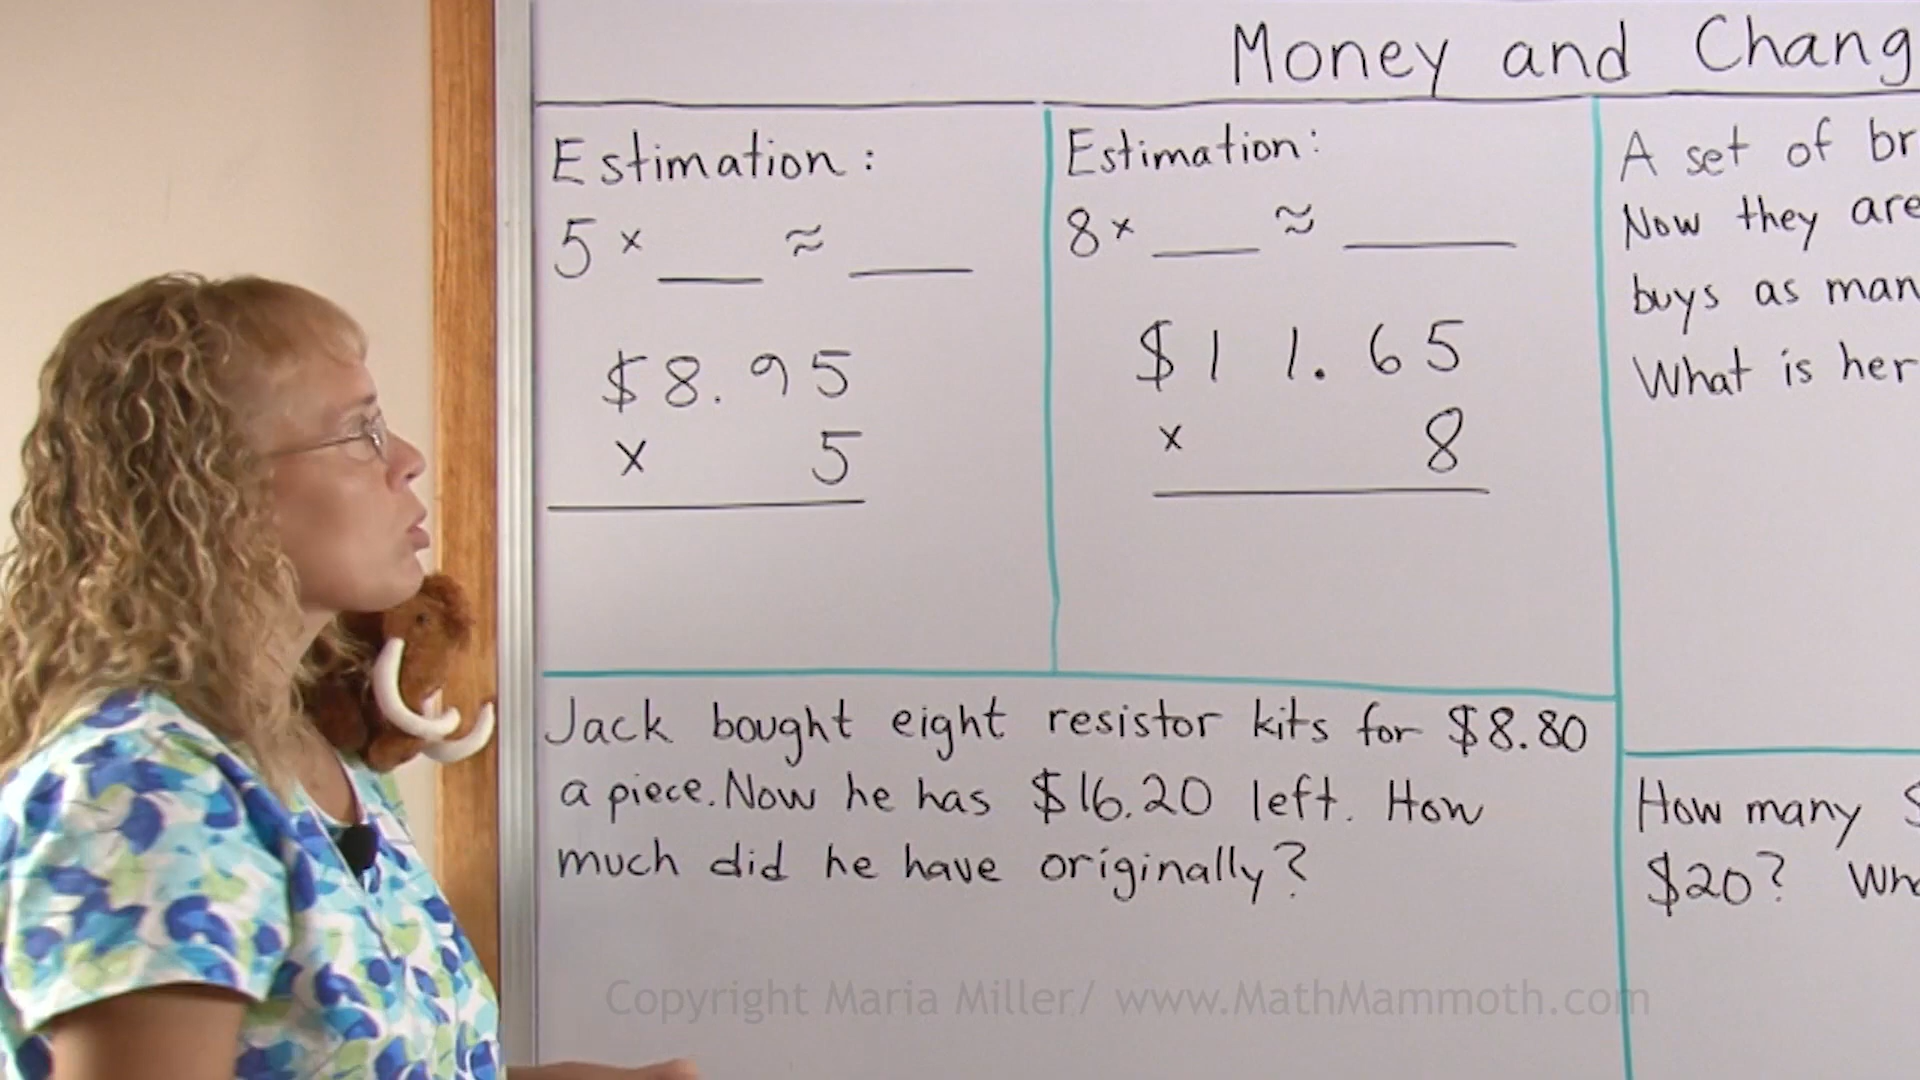 Money and Chang
Estimation:
5 × ___ ≈ ___
$8.95
× 5
Estimation:
8 × ___ ≈ ___
$11.65
× 8
A set of br
Now they are
buys as man
What is her
Jack bought eight resistor kits for $8.80
a piece. Now he has $16.20 left. How
much did he have originally?
How many
$20? Wha
Copyright Maria Miller/ www.MathMammoth.com